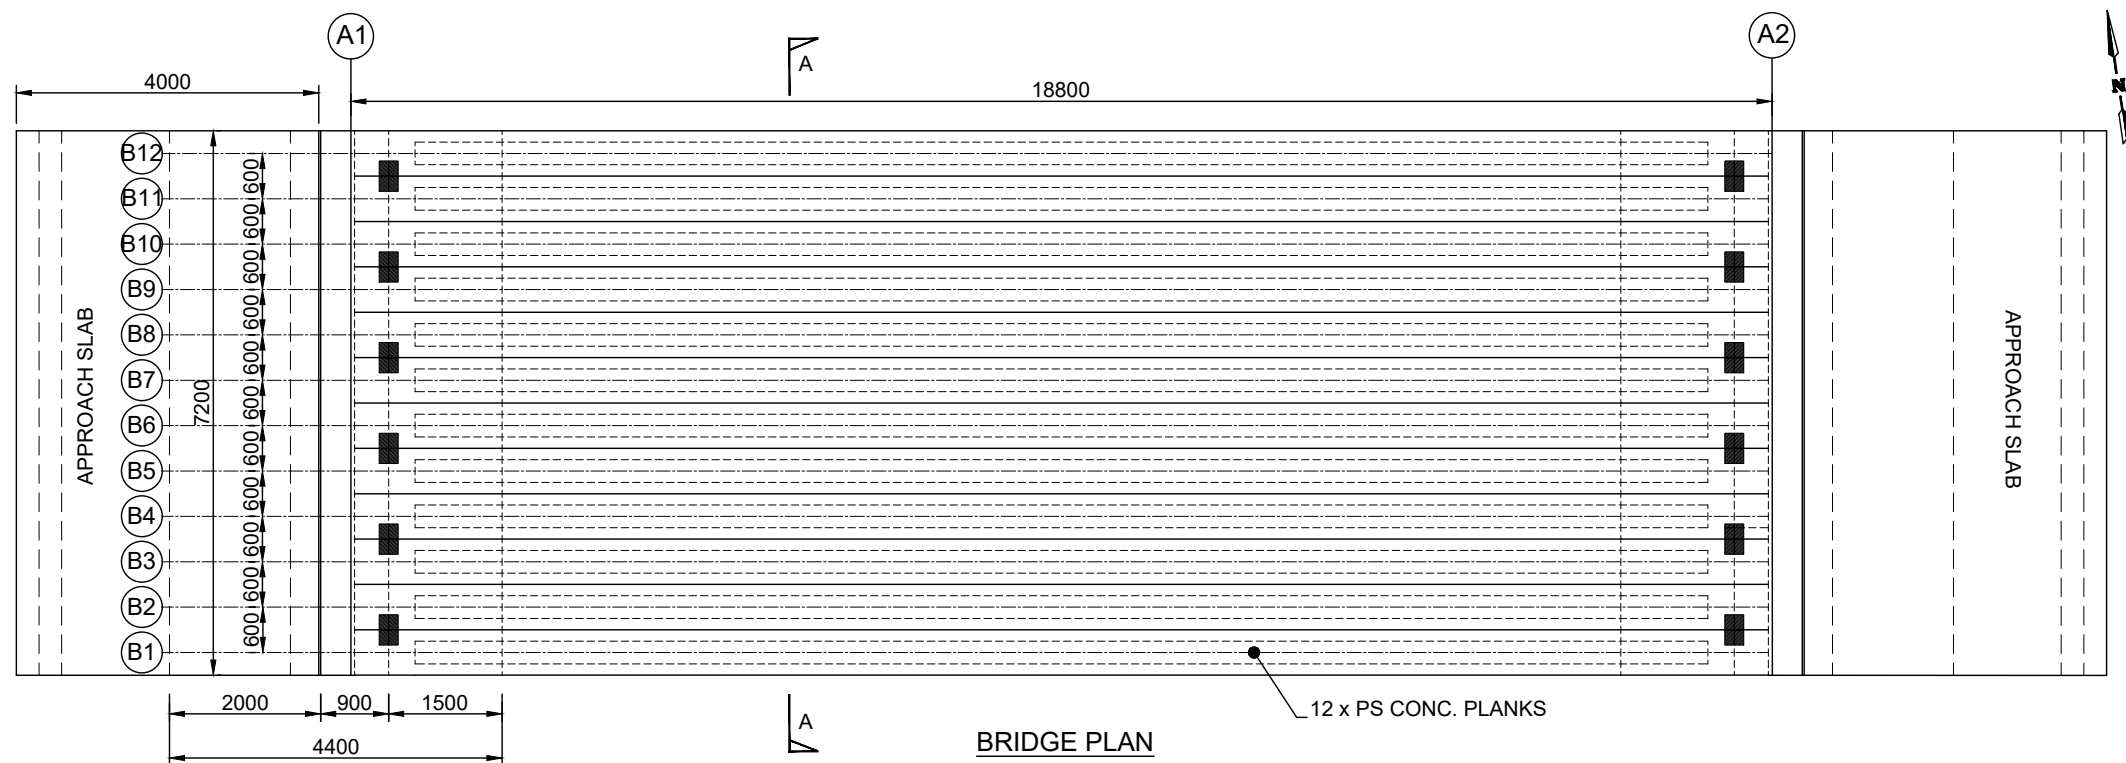 A1
A
A2
4000
18800
N
B12
B11
B10
B9
B8
B7
B6
B5
B4
B3
B2
B1
600
600
600
600
600
600
600
600
600
600
600
7200
APPROACH SLAB
APPROACH SLAB
2000
900
1500
4400
A
12 x PS CONC. PLANKS
BRIDGE PLAN